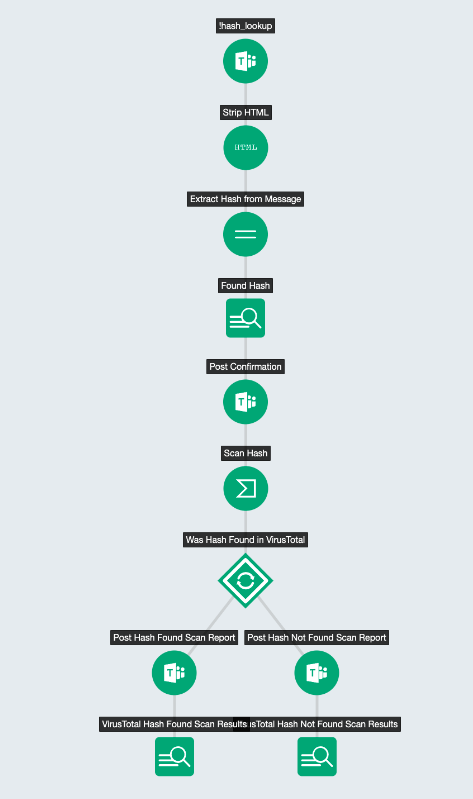 !hash_lookup
Strip HTML
HTML
Extract Hash from Message
Found Hash
Post Confirmation
Scan Hash
Was Hash Found in VirusTotal
Post Hash Found Scan Report
Post Hash Not Found Scan Report
VirusTotal Hash Found Scan Results
Hash Not Found Scan Results